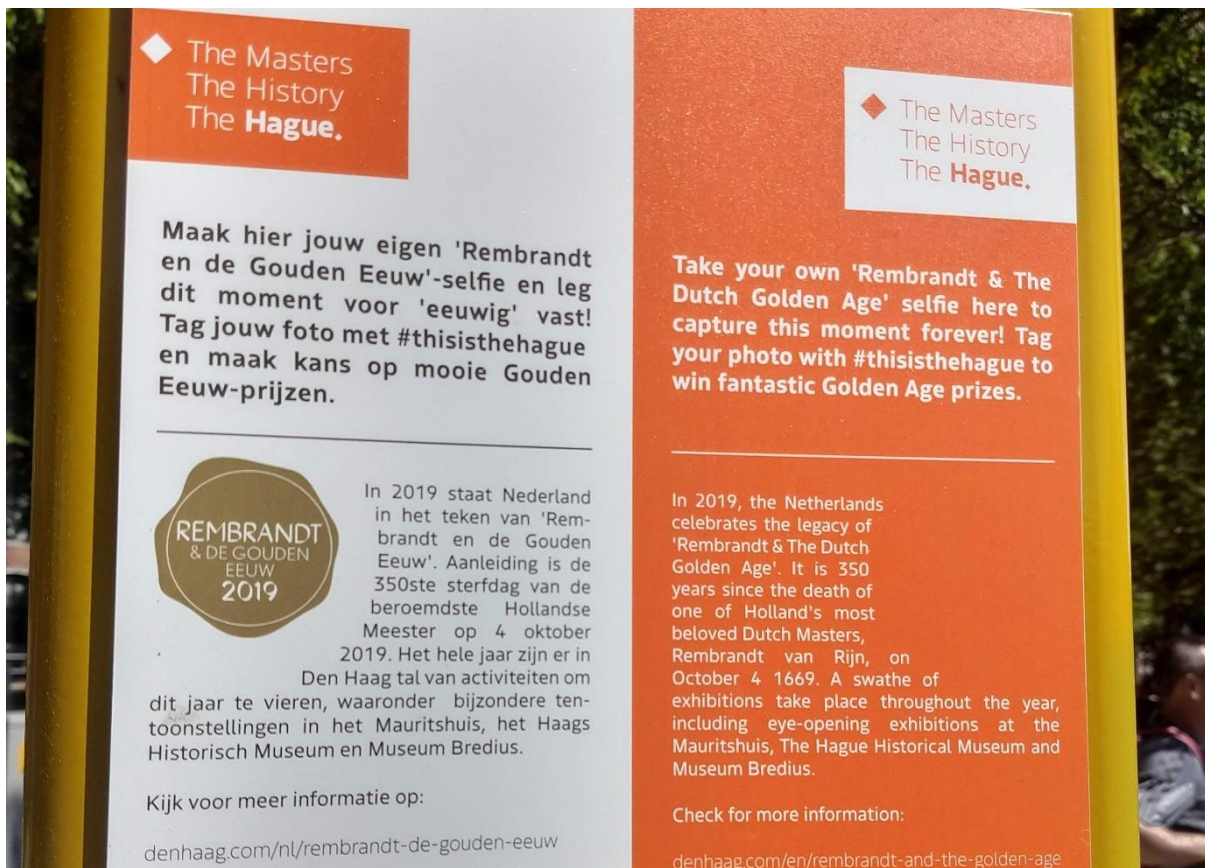 The Masters
The History
The Hague.
Maak hier jouw eigen 'Rembrandt
en de Gouden Eeuw'-selfie en leg
dit moment voor 'eeuwig' vast!
Tag jouw foto met #thisisthehague
en maak kans op mooie Gouden
Eeuw-prijzen.
REMBRANDT
& DE GOUDEN
EEUW
2019
In 2019 staat Nederland
in het teken van 'Rem-
brandt en de Gouden
Eeuw'. Aanleiding is de
350ste sterfdag van de
beroemdste Hollandse
Meester op 4 oktober
2019. Het hele jaar zijn er in
Den Haag tal van activiteiten om
dit jaar te vieren, waaronder bijzondere ten-
toonstellingen in het Mauritshuis, het Haags
Historisch Museum en Museum Bredius.
Kijk voor meer informatie op:
denhaag.com/nl/rembrandt-de-gouden-eeuw
The Masters
The History
The Hague.
Take your own 'Rembrandt & The
Dutch Golden Age' selfie here to
capture this moment forever! Tag
your photo with #thisisthehague to
win fantastic Golden Age prizes.
In 2019, the Netherlands
celebrates the legacy of
'Rembrandt & The Dutch
Golden Age'. It is 350
years since the death of
one of Holland's most
beloved Dutch Masters,
Rembrandt van Rijn, on
October 4 1669. A swathe of
exhibitions take place throughout the year,
including eye-opening exhibitions at the
Mauritshuis, The Hague Historical Museum and
Museum Bredius.
Check for more information:
denhaag.com/en/rembrandt-and-the-golden-age